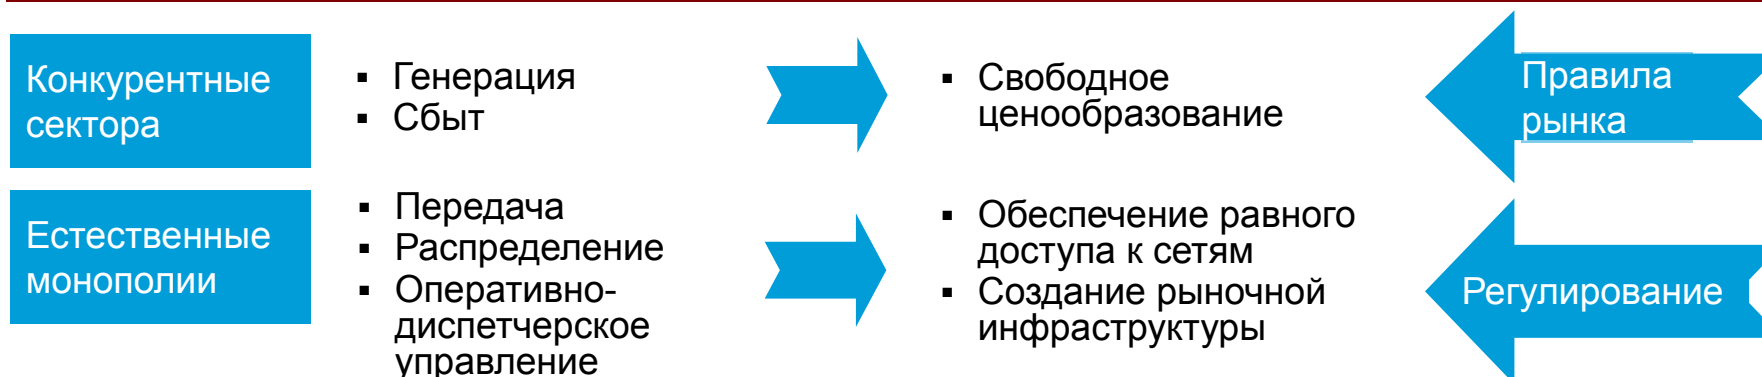 Конкурентные
сектора
▪ Генерация
▪ Сбыт
▪ Свободное
ценообразование
Правила
рынка
Естественные
монополии
▪ Передача
▪ Распределение
▪ Оперативно-
диспетчерское
управление
▪ Обеспечение равного
доступа к сетям
▪ Создание рыночной
инфраструктуры
Регулирование